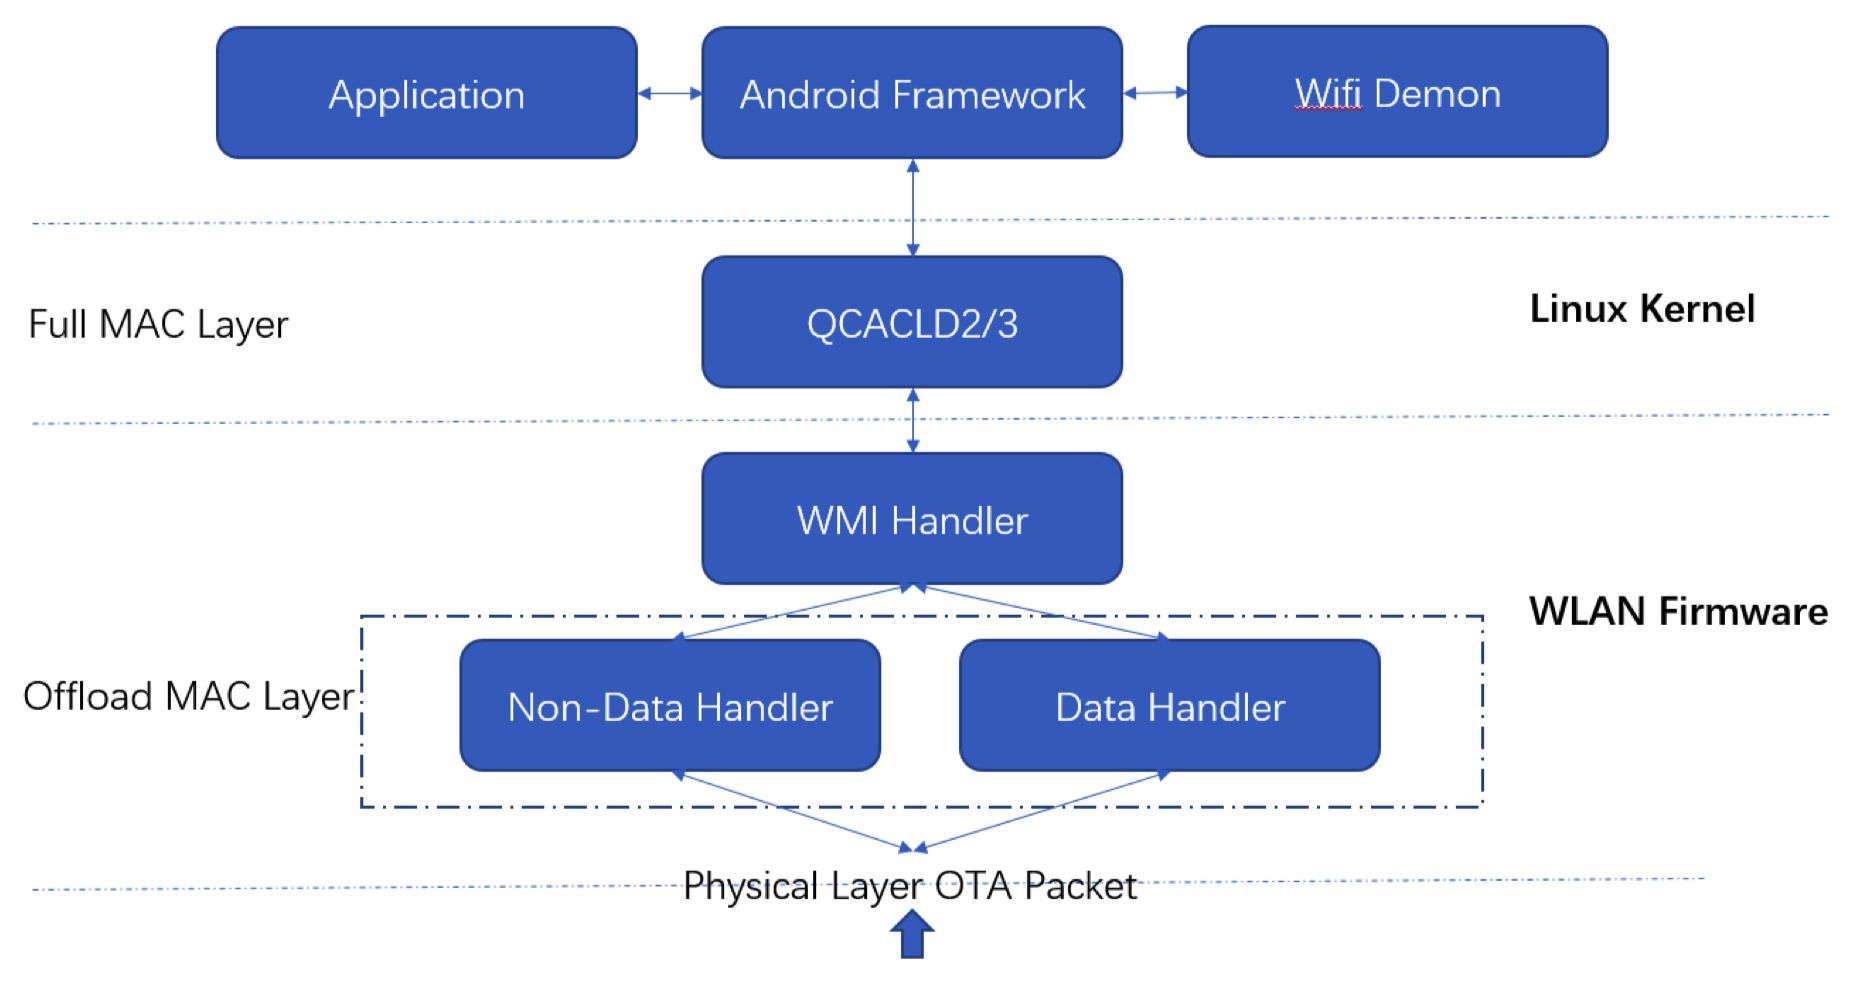 Application
Android Framework
Wifi Demon
Full MAC Layer
QCACLD2/3
Linux Kernel
WMI Handler
WLAN Firmware
Offload MAC Layer
Non-Data Handler
Data Handler
Physical Layer OTA Packet